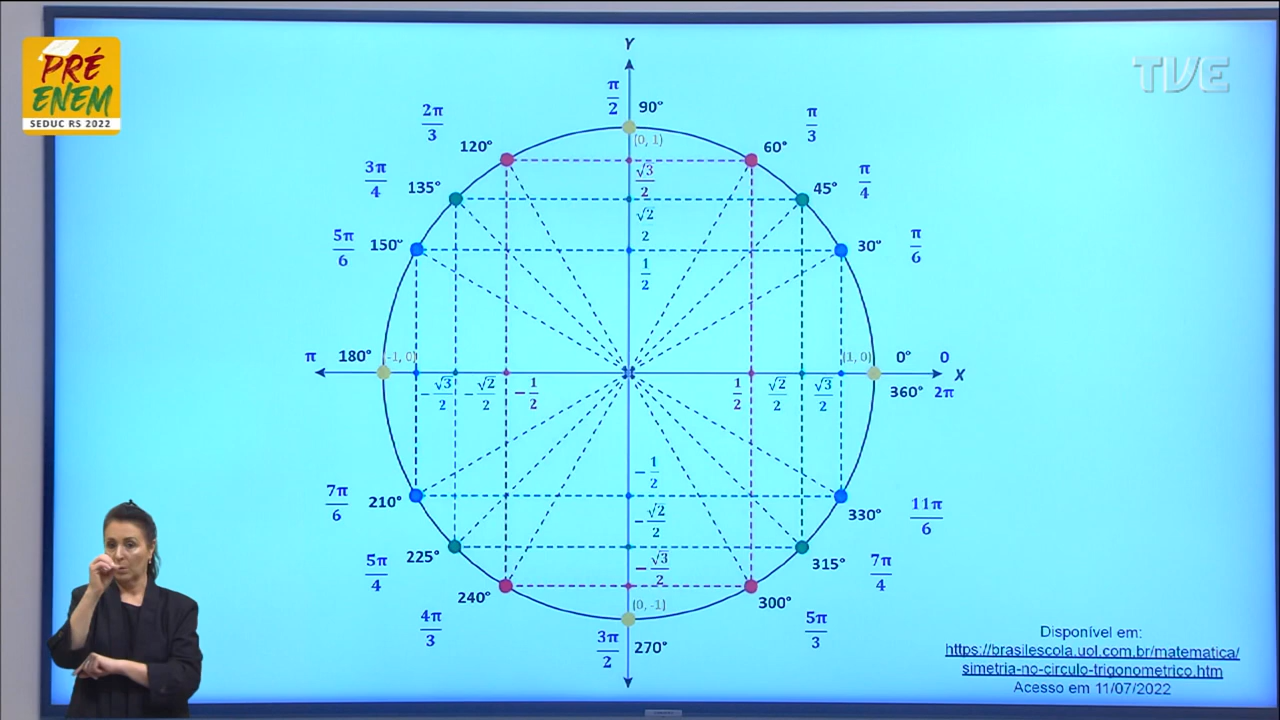 PRÉ
ENEM
SEDUC RS 2022
TVE
Y
π/2 90°
(0, 1)
2π/3 120°
60° π/3
3π/4 135°
45° π/4
5π/6 150°
30° π/6
√3/2
√2/2
1/2
π 180° (-1, 0)
(1, 0) 0° 0
X
360° 2π
-√3/2 -√2/2 -1/2 1/2 √2/2 √3/2
-1/2
-√2/2
-√3/2
7π/6 210°
330° 11π/6
5π/4 225°
315° 7π/4
4π/3 240°
300° 5π/3
(0, -1)
3π/2 270°
Disponível em:
https://brasilescola.uol.com.br/matematica/
simetria-no-circulo-trigonometrico.htm
Acesso em 11/07/2022